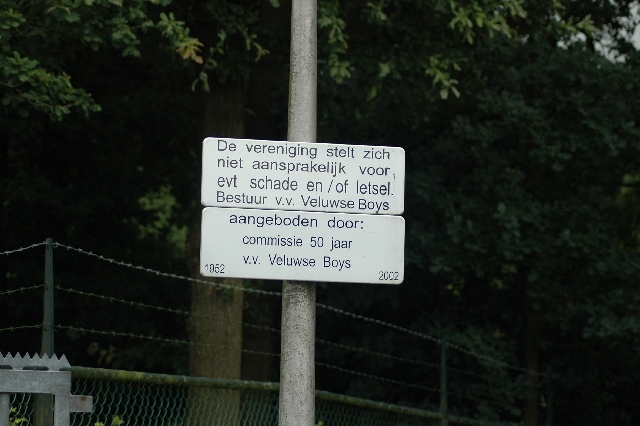 De vereniging stelt zich
niet aansprakelijk voor,
evt schade en/of letsel.
Bestuur v.v. Veluwse Boys
aangeboden door:
commissie 50 jaar
v.v. Veluwse Boys
1952 2002